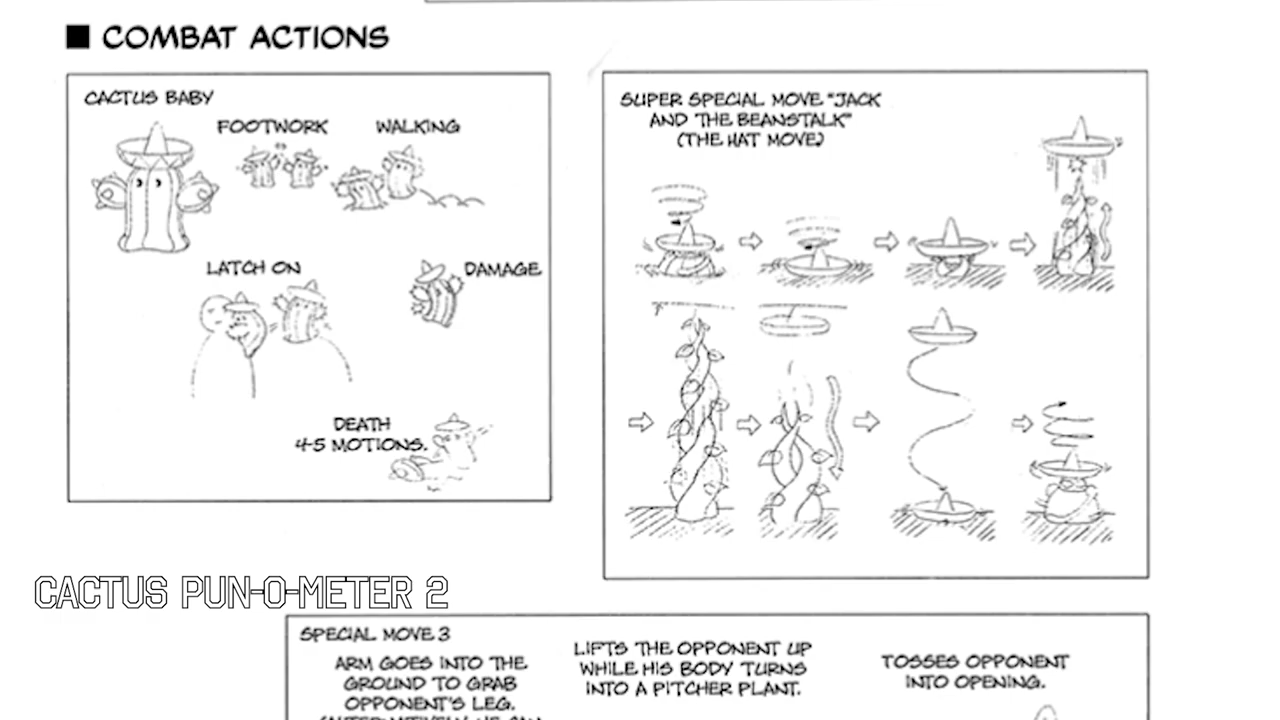 COMBAT ACTIONS
CACTUS BABY
FOOTWORK
WALKING
LATCH ON
DAMAGE
DEATH
4-5 MOTIONS.
SUPER SPECIAL MOVE "JACK
AND THE BEANSTALK"
(THE HAT MOVE)
CACTUS PUN-O-METER 2
SPECIAL MOVE 3
ARM GOES INTO THE
GROUND TO GRAB
OPPONENT'S LEG.
LIFTS THE OPPONENT UP
WHILE HIS BODY TURNS
INTO A PITCHER PLANT.
TOSSES OPPONENT
INTO OPENING.